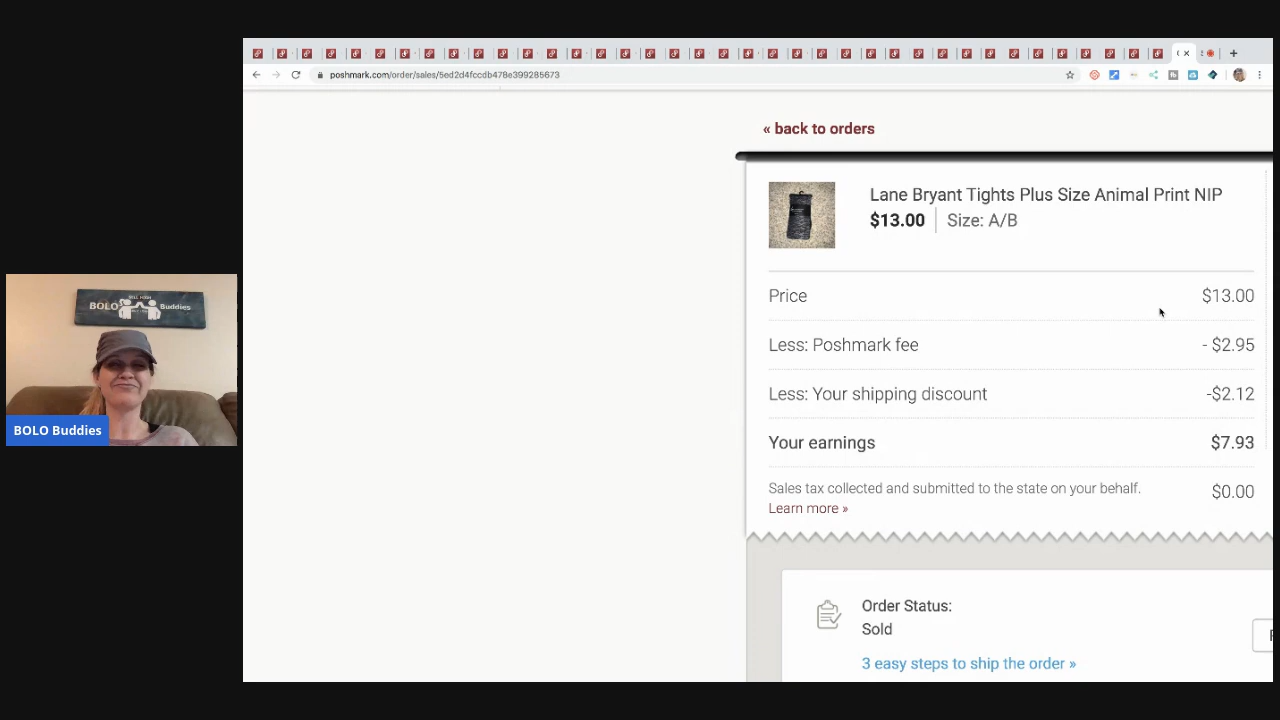 poshmark.com/order/sales/5ed2d4fccdb478e399285673
« back to orders
Lane Bryant Tights Plus Size Animal Print NIP
$13.00 Size: A/B
Price $13.00
Less: Poshmark fee - $2.95
Less: Your shipping discount -$2.12
Your earnings $7.93
Sales tax collected and submitted to the state on your behalf. $0.00
Learn more »
Order Status:
Sold
3 easy steps to ship the order »
BOLO Buddies
BOLO Buddies